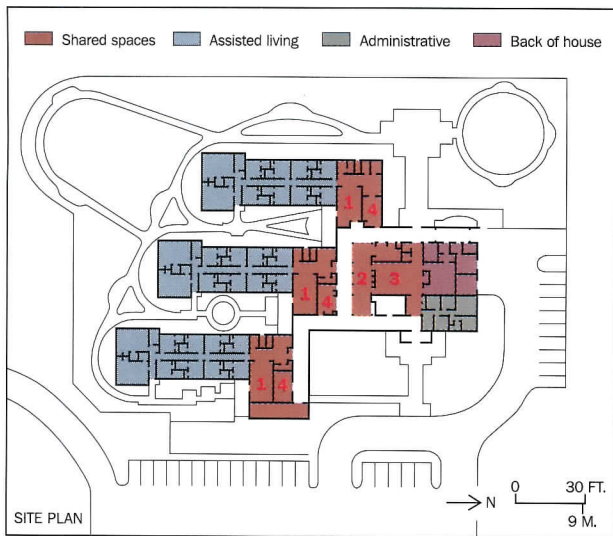 Shared spaces Assisted living Administrative Back of house
1
4
1
4
2
3
1
4
SITE PLAN
N
0 30 FT.
9 M.